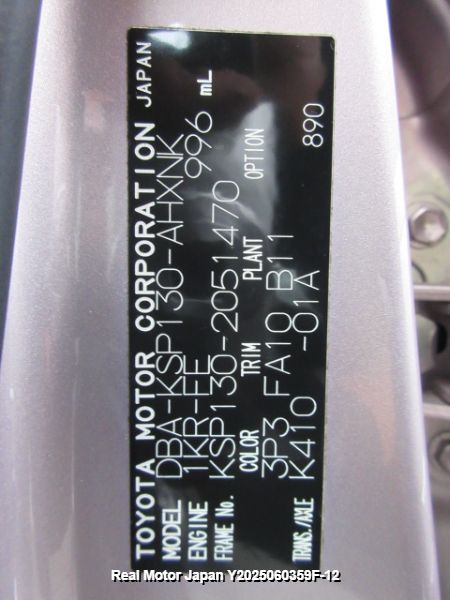 TOYOTA MOTOR CORPORATION JAPAN
MODEL DBA-KSP130-AHXNK
ENGINE 1KR-FE 996 mL
FRAME No. KSP130-2051470
COLOR TRIM PLANT OPTION
3P3 FA10 B11
TRANS./AXLE K410 -01A 890
Real Motor Japan Y2025060359F-12